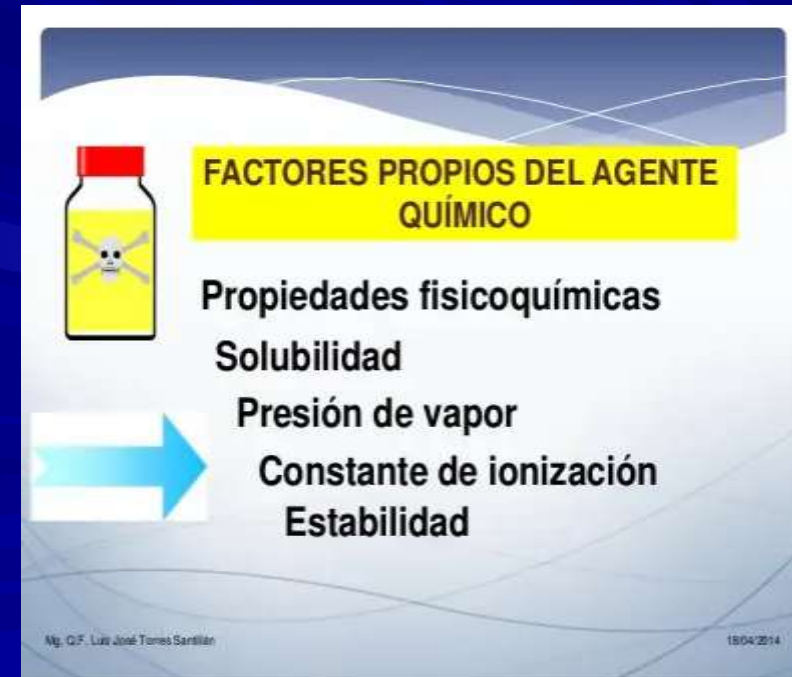 FACTORES PROPIOS DEL AGENTE
QUÍMICO
Propiedades fisicoquímicas
Solubilidad
Presión de vapor
Constante de ionización
Estabilidad
Mg. Q.F. Luis José Torres Santillán
18/04/2014